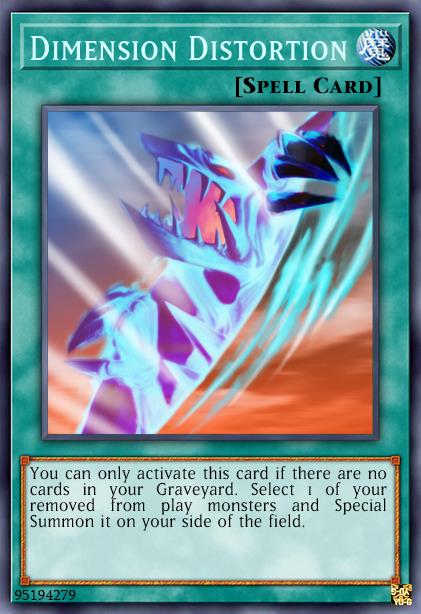 DIMENSION DISTORTION 魔
[SPELL CARD]
You can only activate this card if there are no
cards in your Graveyard. Select 1 of your
removed from play monsters and Special
Summon it on your side of the field.
95194279